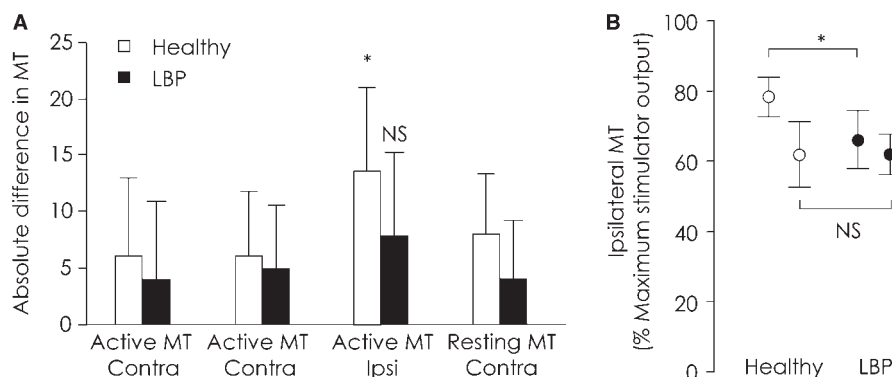 A
Absolute difference in MT
25
20
15
10
5
0
Healthy
LBP
*
NS
Active MT
Contra
Active MT
Contra
Active MT
Ipsi
Resting MT
Contra
B
Ipsilateral MT
(% Maximum stimulator output)
100
80
60
40
20
0
*
NS
Healthy
LBP